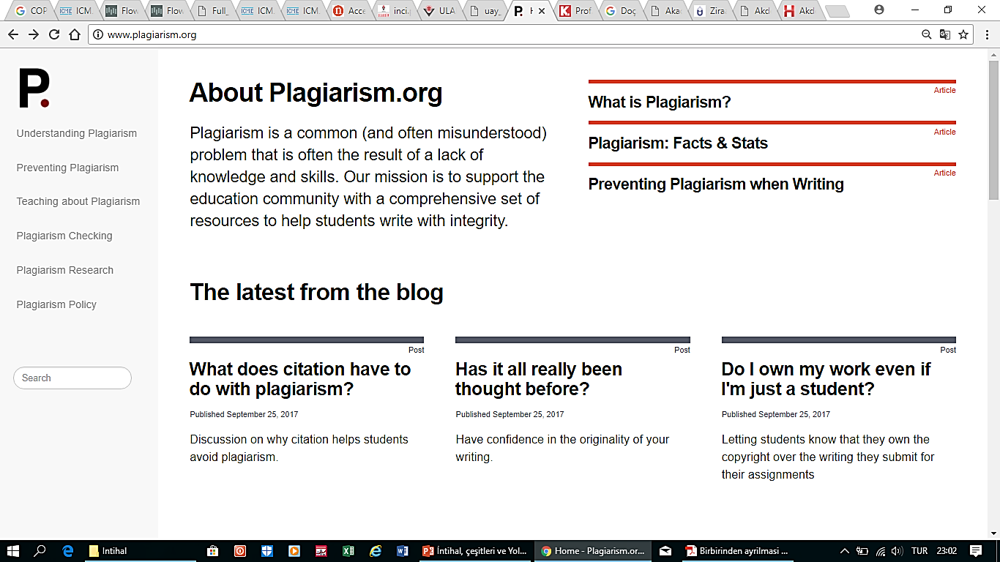 COP
ICME ICM
Flow
Flow
Full_
ICME ICM
ICME ICM
n Acce
inci.p
ULA
uay_
P. H
K Prof
Doç
Aka
Zira
Akd
H Akd
www.plagiarism.org
P.
Understanding Plagiarism
Preventing Plagiarism
Teaching about Plagiarism
Plagiarism Checking
Plagiarism Research
Plagiarism Policy
Search
About Plagiarism.org
Plagiarism is a common (and often misunderstood)
problem that is often the result of a lack of
knowledge and skills. Our mission is to support the
education community with a comprehensive set of
resources to help students write with integrity.
Article
What is Plagiarism?
Article
Plagiarism: Facts & Stats
Article
Preventing Plagiarism when Writing
The latest from the blog
Post
What does citation have to
do with plagiarism?
Published September 25, 2017
Discussion on why citation helps students
avoid plagiarism.
Post
Has it all really been
thought before?
Published September 25, 2017
Have confidence in the originality of your
writing.
Post
Do I own my work even if
I'm just a student?
Published September 25, 2017
Letting students know that they own the
copyright over the writing they submit for
their assignments
Intihal
İntihal, çeşitleri ve Yol...
Home - Plagiarism.or...
Birbirinden ayrilmasi ...
TUR
23:02